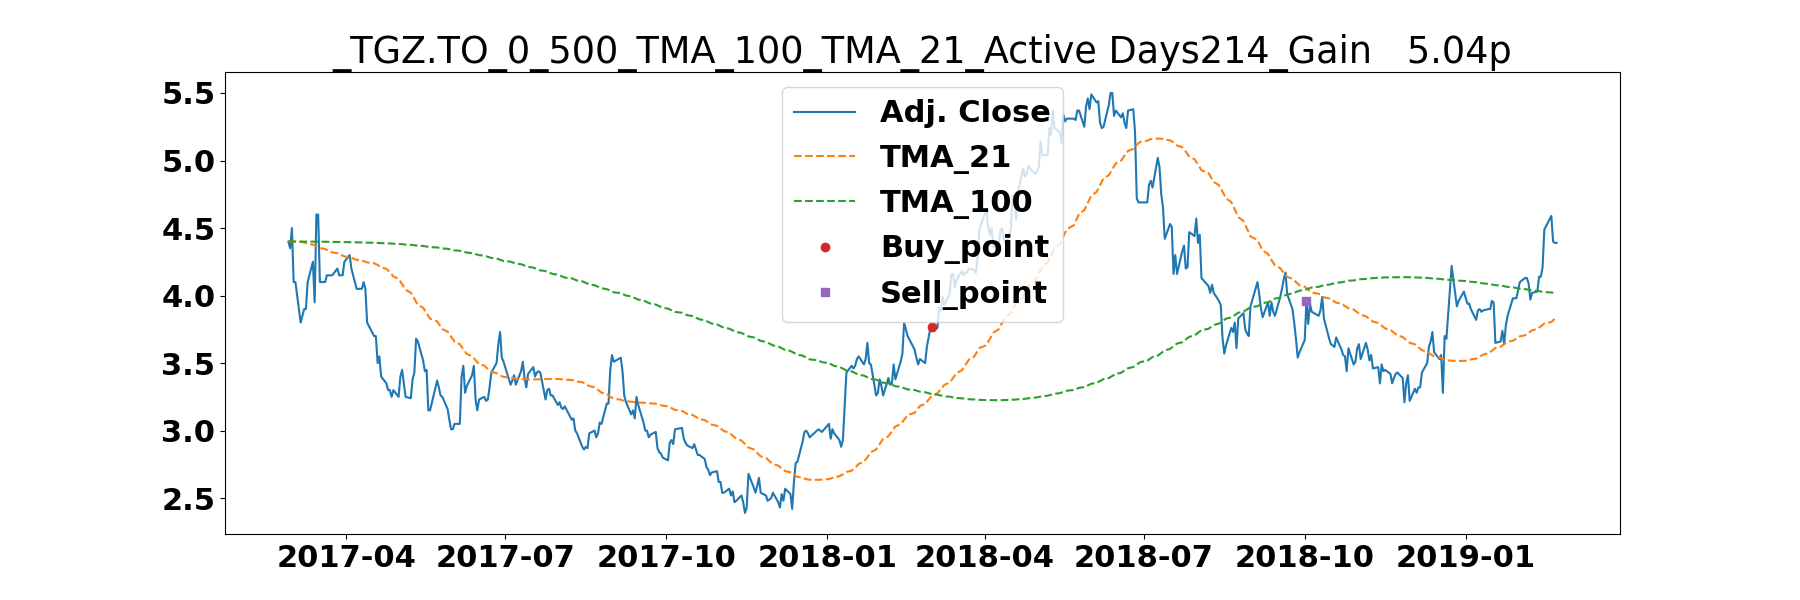 _TGZ.TO_0_500_TMA_100_TMA_21_Active Days214_Gain   5.04p
5.5
5.0
4.5
4.0
3.5
3.0
2.5
Adj. Close
TMA_21
TMA_100
Buy_point
Sell_point
2017-04 2017-07 2017-10 2018-01 2018-04 2018-07 2018-10 2019-01